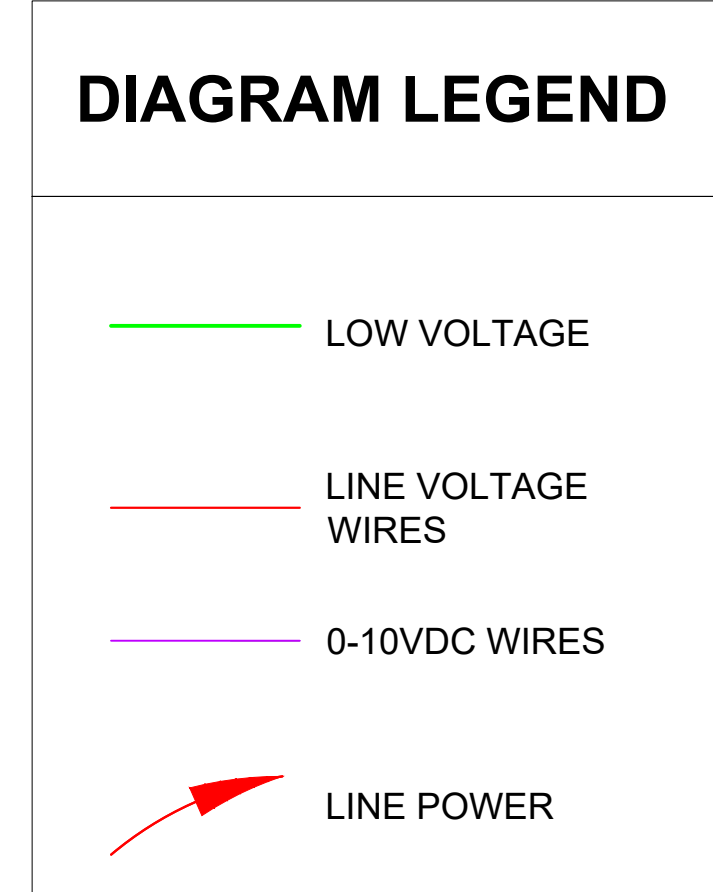 DIAGRAM LEGEND
LOW VOLTAGE
LINE VOLTAGE
WIRES
0-10VDC WIRES
LINE POWER